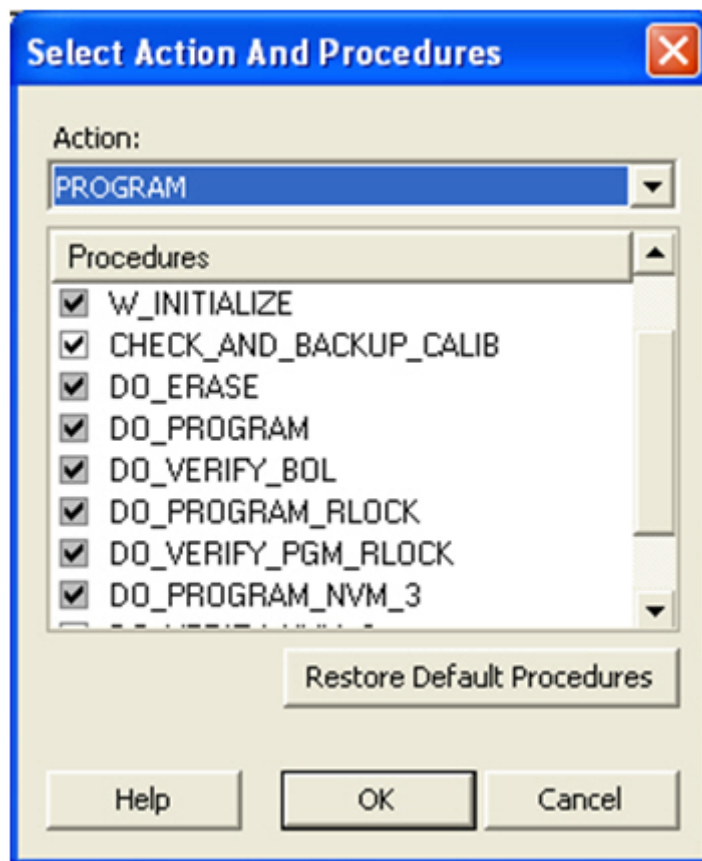 Select Action And Procedures
Action:
PROGRAM
Procedures
W_INITIALIZE
CHECK_AND_BACKUP_CALIB
DO_ERASE
DO_PROGRAM
DO_VERIFY_BOL
DO_PROGRAM_RLOCK
DO_VERIFY_PGM_RLOCK
DO_PROGRAM_NVM_3
Restore Default Procedures
Help OK Cancel